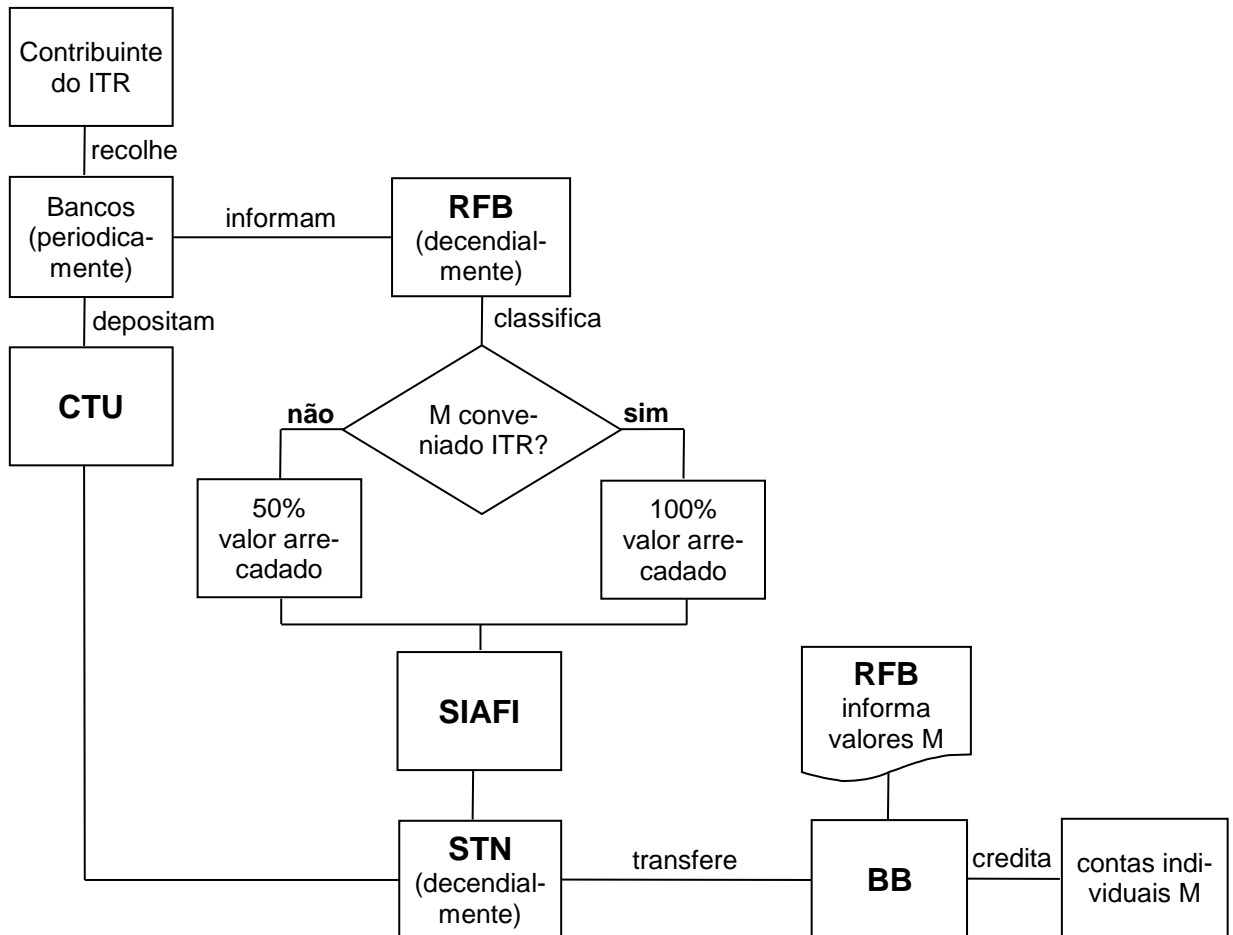 Contribuinte
do ITR
recolhe
Bancos
(periodica-
mente)
informam
RFB
(decendial-
mente)
depositam
classifica
CTU
não
M conve-
niado ITR?
sim
50%
valor arre-
cadado
100%
valor arre-
cadado
SIAFI
RFB
informa
valores M
STN
(decendial-
mente)
transfere
BB
credita
contas indi-
viduais M